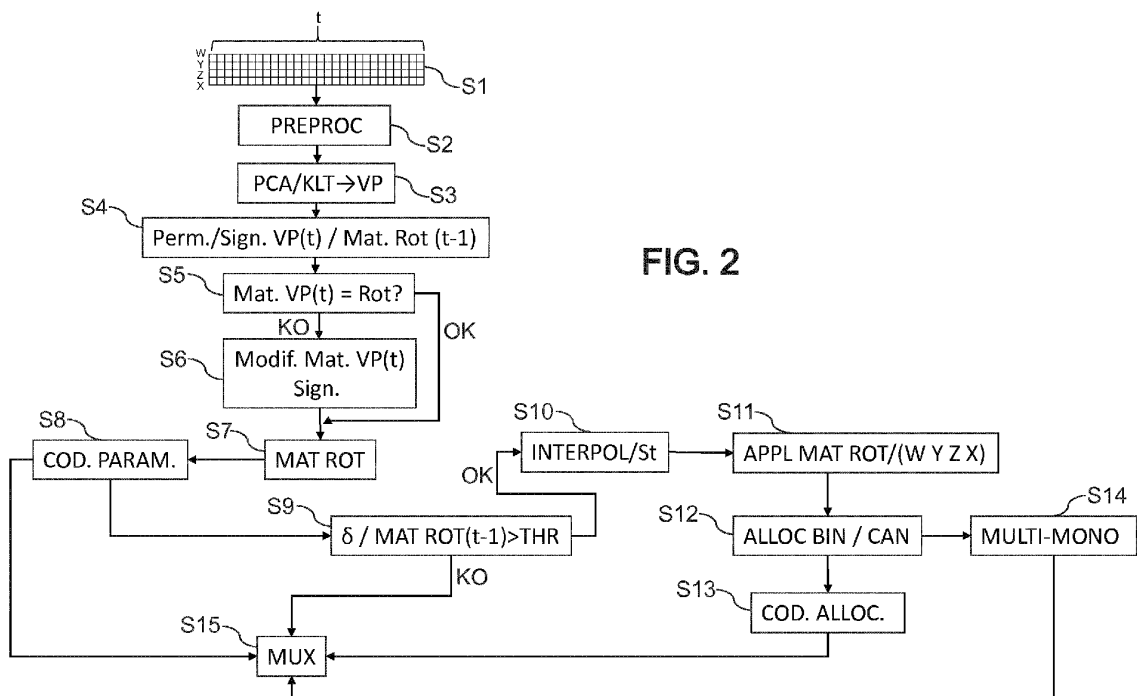 t
W
Y
Z
X
S1
PREPROC
S2
PCA/KLT→VP
S3
S4
Perm./Sign. VP(t) / Mat. Rot (t-1)
FIG. 2
S5
Mat. VP(t) = Rot?
KO
OK
S6
Modif. Mat. VP(t)
Sign.
S8
COD. PARAM.
S7
MAT ROT
S10
INTERPOL/St
S11
APPL MAT ROT/(W Y Z X)
OK
S9
δ / MAT ROT(t-1)>THR
KO
S12
ALLOC BIN / CAN
S14
MULTI-MONO
S13
COD. ALLOC.
S15
MUX